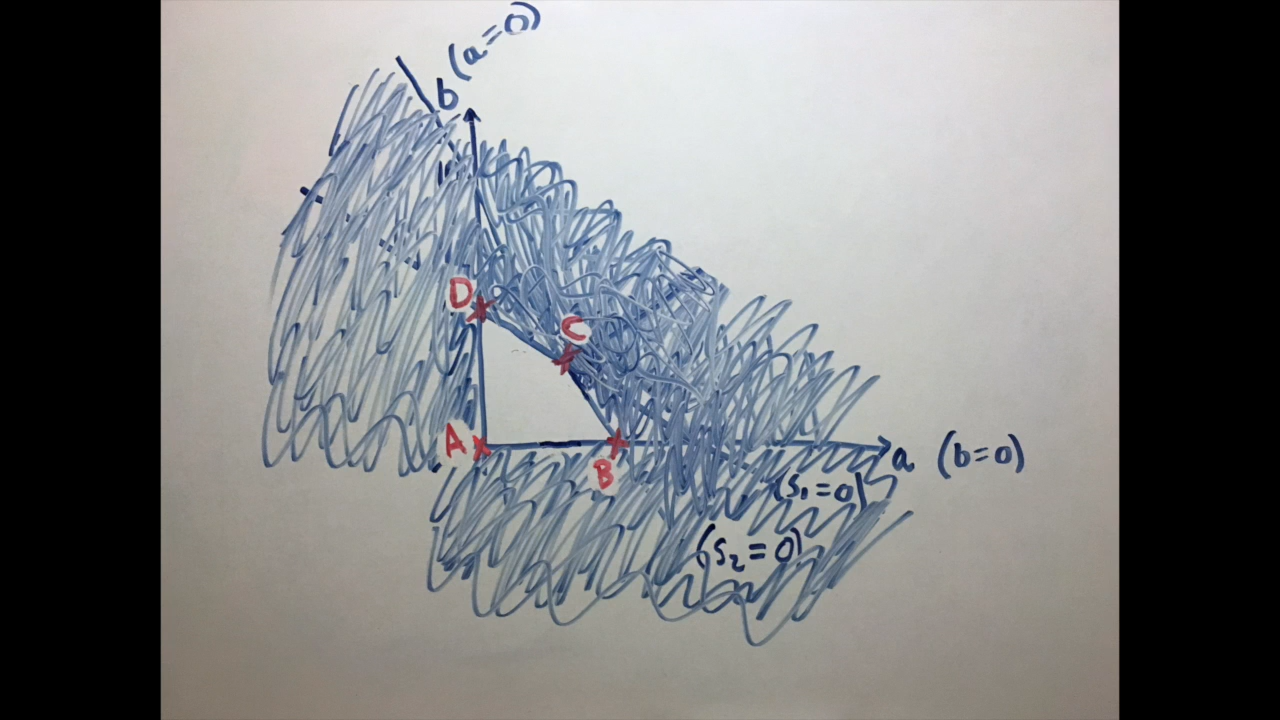 b (a=0)
D
C
A
B
a (b=0)
(S₁=0)
(S₂=0)